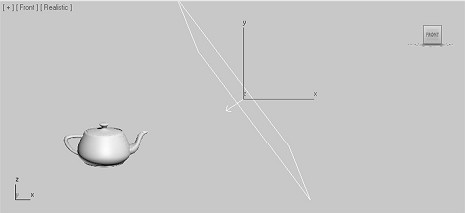 [ + ] [ Front ] [ Realistic ]
y
FRONT
x
z
z
x